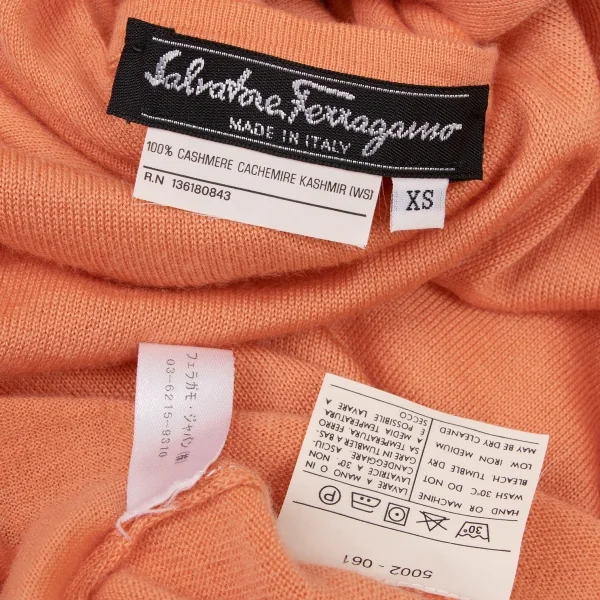 Salvatore Ferragamo
MADE IN ITALY
100% CASHMERE CACHEMIRE KASHMIR (WS)
R.N 136180843
XS
フェラガモ・ジャパン㈱
03-6215-9310
5002 - 061
30°
P
HAND OR MACHINE
WASH 30°C DO NOT
BLEACH TUMBLE DRY
LOW IRON MEDIUM
MAY BE DRY CLEANED
LAVARE A MANO O IN
LAVATRICE A 30° NON
CANDEGGIARE ASCIU-
GARE IN TUMBLER A BAS-
SA TEMPERATURA FERRO
A MEDIA TEMPERATURA
È POSSIBILE LAVARE A
SECCO